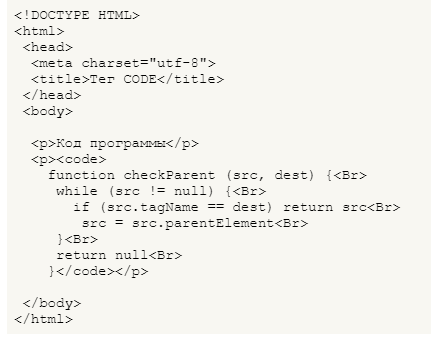 <!DOCTYPE HTML>
<html>
 <head>
  <meta charset="utf-8">
  <title>Тег CODE</title>
 </head>
 <body>

  <p>Код программы</p>
  <p><code>
    function checkParent (src, dest) {<Br>
     while (src != null) {<Br>
       if (src.tagName == dest) return src<Br>
        src = src.parentElement<Br>
     }<Br>
     return null<Br>
    }</code></p>

 </body>
</html>